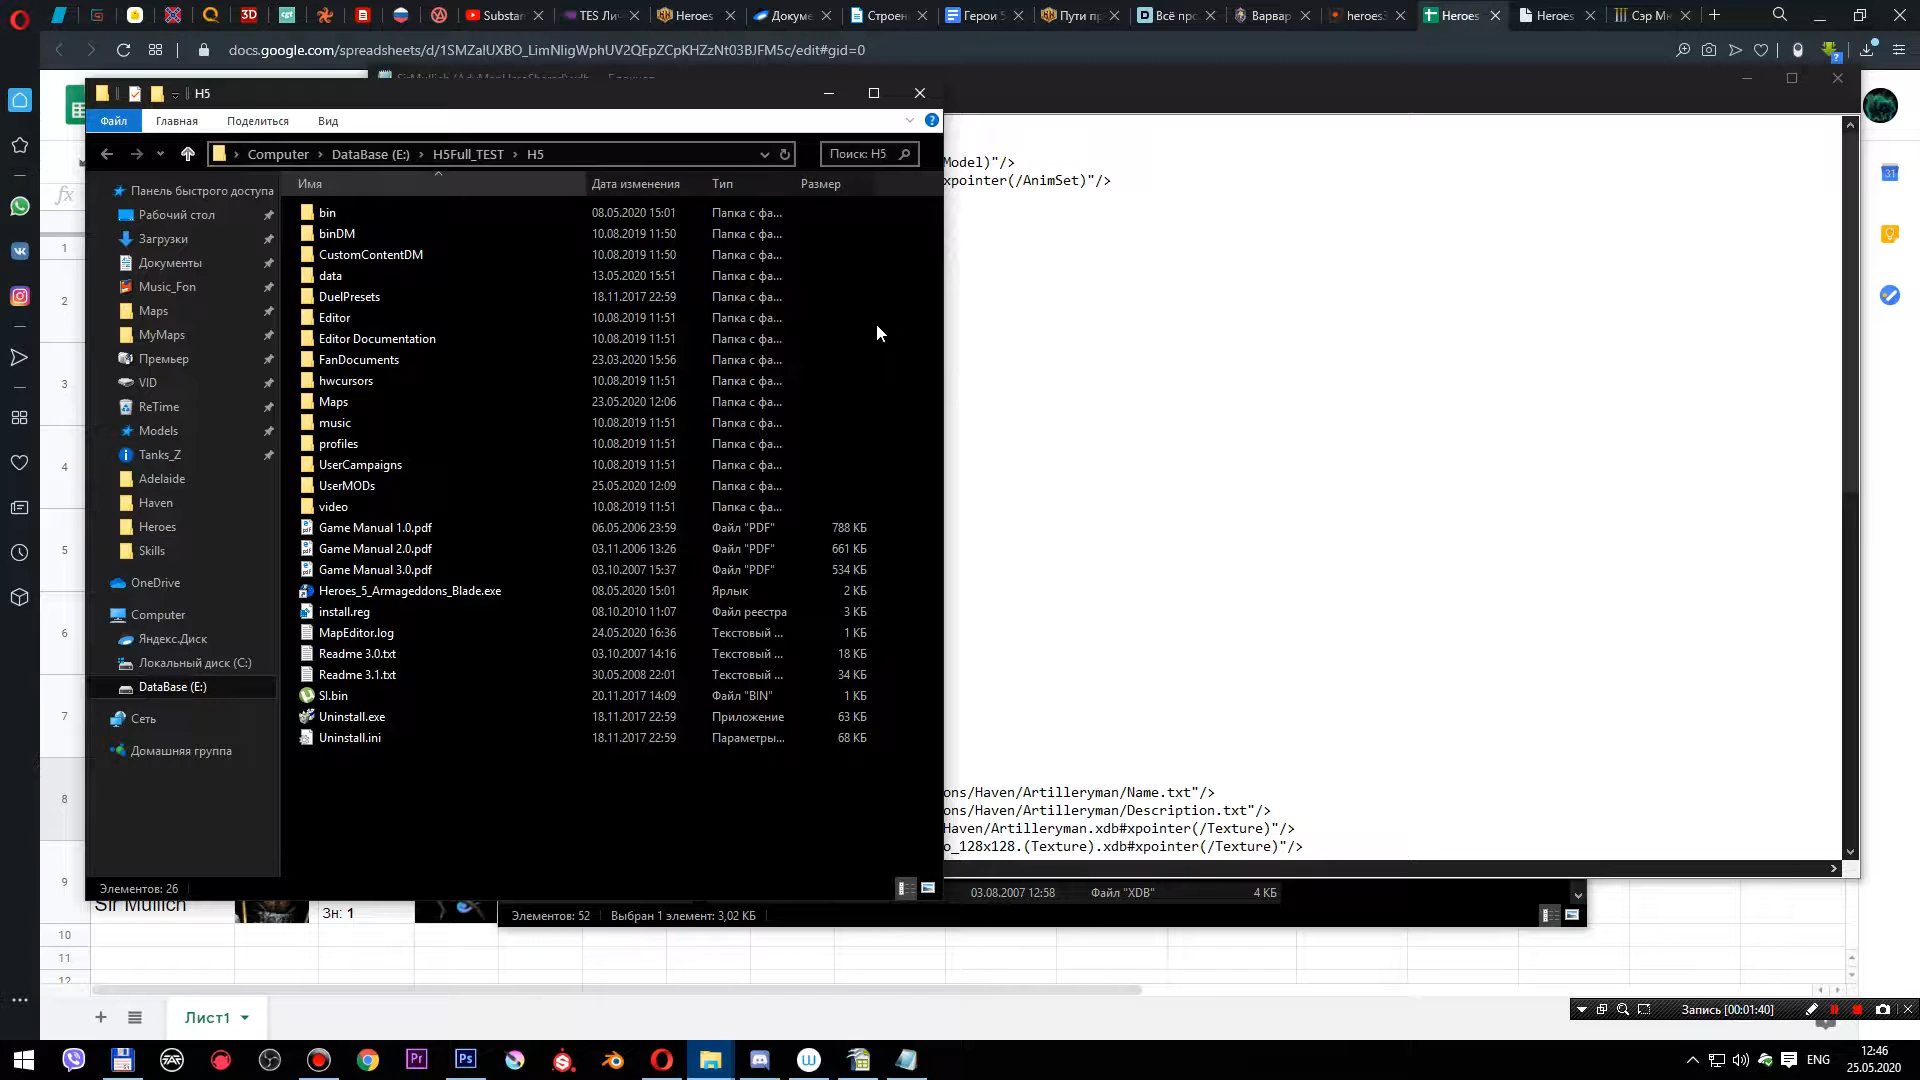 Substan
TES Ли
Heroes
Докуме
Строен
Герои 5
Пути пр
Всё про
Варвар
heroes3
Heroes
Heroes
Сэр Мю
docs.google.com/spreadsheets/d/1SMZalUXBO_LimNligWphUV2QEpZCpKHZzNt03BJFM5c/edit#gid=0
H5
Файл
Главная
Поделиться
Вид
Computer
DataBase (E:)
H5Full_TEST
H5
Поиск: H5
Model)"/>
xpointer(/AnimSet)"/>
Имя
Дата изменения
Тип
Размер
Панель быстрого доступа
Рабочий стол
Загрузки
Документы
Music_Fon
Maps
MyMaps
Премьер
VID
ReTime
Models
Tanks_Z
Adelaide
Haven
Heroes
Skills
OneDrive
Computer
Яндекс.Диск
Локальный диск (C:)
DataBase (E:)
Сеть
Домашняя группа
bin 08.05.2020 15:01 Папка с фа...
binDM 10.08.2019 11:50 Папка с фа...
CustomContentDM 10.08.2019 11:50 Папка с фа...
data 13.05.2020 15:51 Папка с фа...
DuelPresets 18.11.2017 22:59 Папка с фа...
Editor 10.08.2019 11:51 Папка с фа...
Editor Documentation 10.08.2019 11:51 Папка с фа...
FanDocuments 23.03.2020 15:56 Папка с фа...
hwcursors 10.08.2019 11:51 Папка с фа...
Maps 23.05.2020 12:06 Папка с фа...
music 10.08.2019 11:51 Папка с фа...
profiles 10.08.2019 11:51 Папка с фа...
UserCampaigns 10.08.2019 11:51 Папка с фа...
UserMODs 25.05.2020 12:09 Папка с фа...
video 10.08.2019 11:51 Папка с фа...
Game Manual 1.0.pdf 06.05.2006 23:59 Файл "PDF" 788 КБ
Game Manual 2.0.pdf 03.11.2006 13:26 Файл "PDF" 661 КБ
Game Manual 3.0.pdf 03.10.2007 15:37 Файл "PDF" 534 КБ
Heroes_5_Armageddons_Blade.exe 08.05.2020 15:01 Ярлык 2 КБ
install.reg 08.10.2010 11:07 Файл реестра 3 КБ
MapEditor.log 24.05.2020 16:36 Текстовый ... 1 КБ
Readme 3.0.txt 03.10.2007 14:16 Текстовый ... 18 КБ
Readme 3.1.txt 30.05.2008 22:01 Текстовый ... 34 КБ
SI.bin 20.11.2017 14:09 Файл "BIN" 1 КБ
Uninstall.exe 18.11.2017 22:59 Приложение 63 КБ
Uninstall.ini 18.11.2017 22:59 Параметры... 68 КБ
Элементов: 26
ons/Haven/Artilleryman/Name.txt"/>
ons/Haven/Artilleryman/Description.txt"/>
Haven/Artilleryman.xdb#xpointer(/Texture)"/>
o_128x128.(Texture).xdb#xpointer(/Texture)"/>
03.08.2007 12:58 Файл "XDB" 4 КБ
Элементов: 52 Выбран 1 элемент: 3,02 КБ
1
2
3
4
5
6
7
8
9
10
11
12
Sir Mullich
Зн: 1
Лист1
Запись [00:01:40]
ENG
12:46
25.05.2020